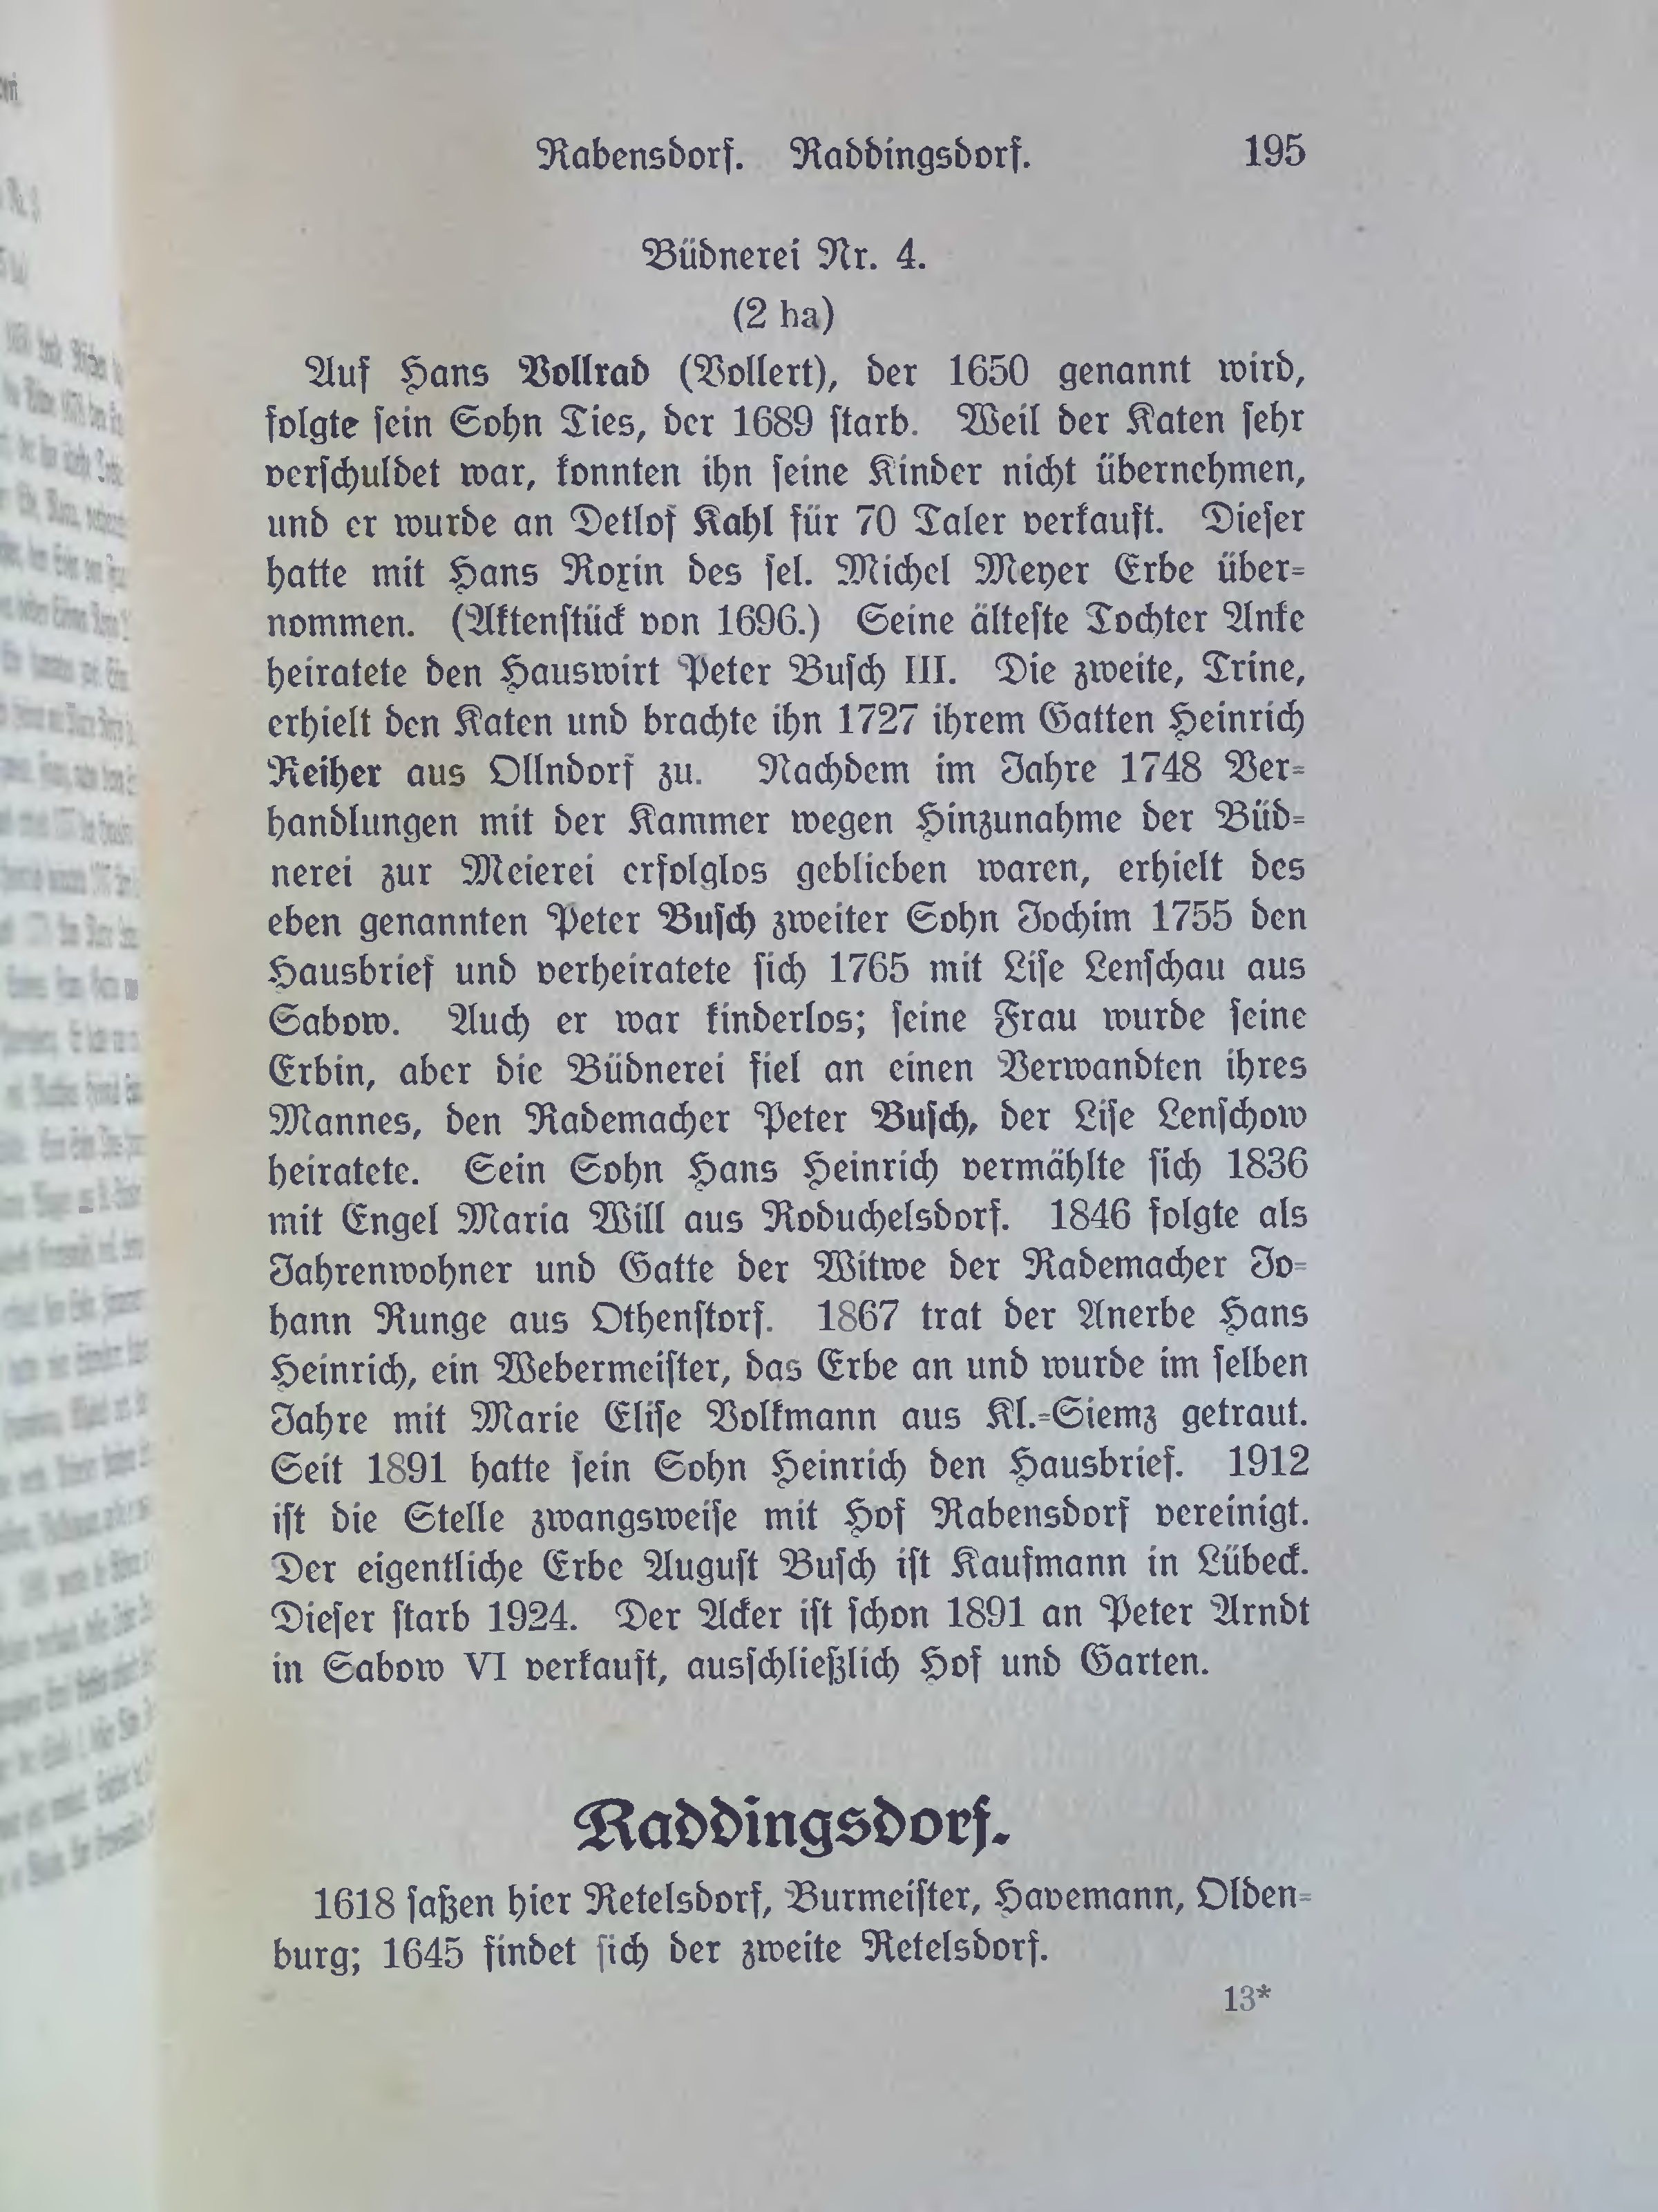 Rabensdorf. Raddingsdorf. 195
Büdnerei Nr. 4.
(2 ha)
Auf Hans Vollrad (Vollert), der 1650 genannt wird,
folgte sein Sohn Ties, der 1689 starb. Weil der Katen sehr
verschuldet war, konnten ihn seine Kinder nicht übernehmen,
und er wurde an Detlof Kahl für 70 Taler verkauft. Dieser
hatte mit Hans Roxin des sel. Michel Meyer Erbe über-
nommen. (Aktenstück von 1696.) Seine älteste Tochter Anke
heiratete den Hauswirt Peter Busch III. Die zweite, Trine,
erhielt den Katen und brachte ihn 1727 ihrem Gatten Heinrich
Reiher aus Ollndorf zu. Nachdem im Jahre 1748 Ver-
handlungen mit der Kammer wegen Hinzunahme der Büd-
nerei zur Meierei erfolglos geblieben waren, erhielt des
eben genannten Peter Busch zweiter Sohn Jochim 1755 den
Hausbrief und verheiratete sich 1765 mit Lise Lenschau aus
Sabow. Auch er war kinderlos; seine Frau wurde seine
Erbin, aber die Büdnerei fiel an einen Verwandten ihres
Mannes, den Rademacher Peter Busch, der Lise Lenschow
heiratete. Sein Sohn Hans Heinrich vermählte sich 1836
mit Engel Maria Will aus Roduchelsdorf. 1846 folgte als
Jahrenwohner und Gatte der Witwe der Rademacher Jo-
hann Runge aus Othenstorf. 1867 trat der Anerbe Hans
Heinrich, ein Webermeister, das Erbe an und wurde im selben
Jahre mit Marie Elise Volkmann aus Kl.-Siemz getraut.
Seit 1891 hatte sein Sohn Heinrich den Hausbrief. 1912
ist die Stelle zwangsweise mit Hof Rabensdorf vereinigt.
Der eigentliche Erbe August Busch ist Kaufmann in Lübeck.
Dieser starb 1924. Der Acker ist schon 1891 an Peter Arndt
in Sabow VI verkauft, ausschließlich Hof und Garten.
Raddingsdorf.
1618 saßen hier Retelsdorf, Burmeister, Havemann, Olden-
burg; 1645 findet sich der zweite Retelsdorf.
13*